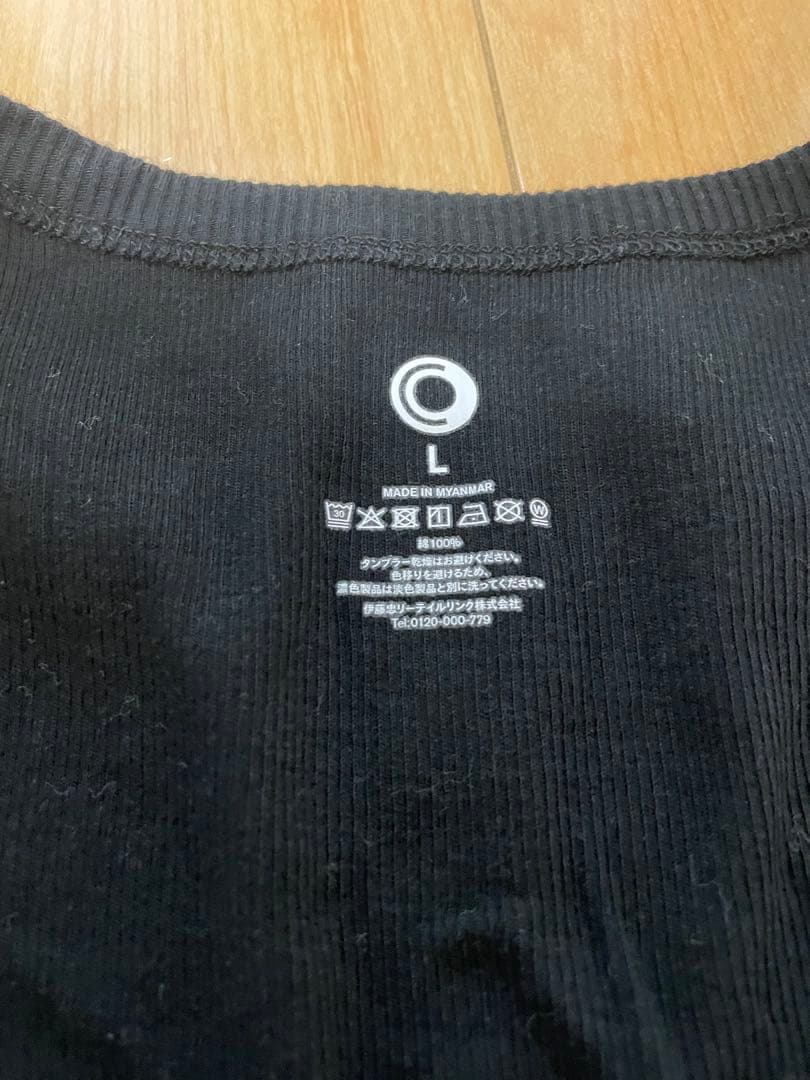 L
MADE IN MYANMAR
30
W
綿100%
タンブラー乾燥はお避けください。
色移りを避けるため、
濃色製品は淡色製品と別に洗ってください。
伊藤忠リーテイルリンク株式会社
Tel:0120-000-779